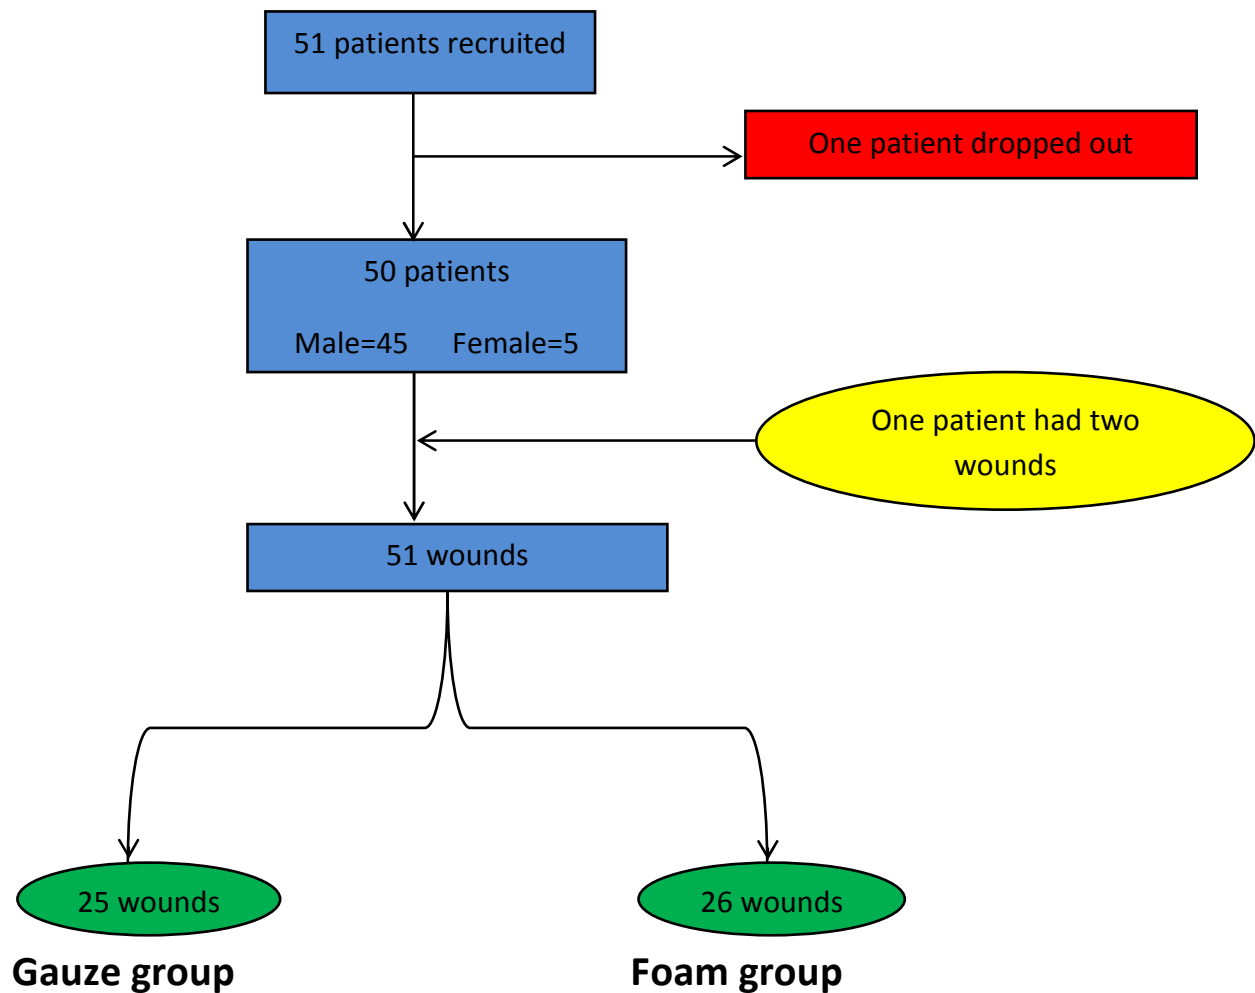 51 patients recruited
One patient dropped out
50 patients
Male=45 Female=5
One patient had two
wounds
51 wounds
25 wounds
26 wounds
Gauze group
Foam group